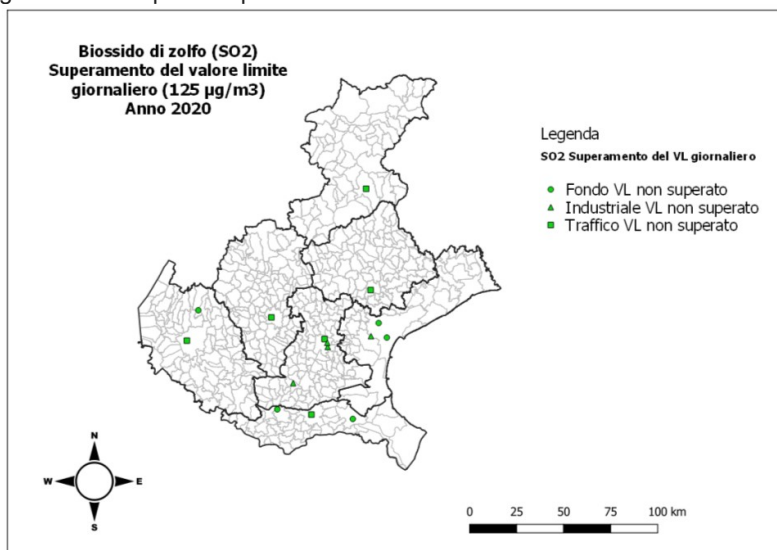 Biossido di zolfo (SO2)
Superamento del valore limite
giornaliero (125 µg/m3)
Anno 2020
Legenda
SO2 Superamento del VL giornaliero
Fondo VL non superato
Industriale VL non superato
Traffico VL non superato
N
W E
S
0 25 50 75 100 km